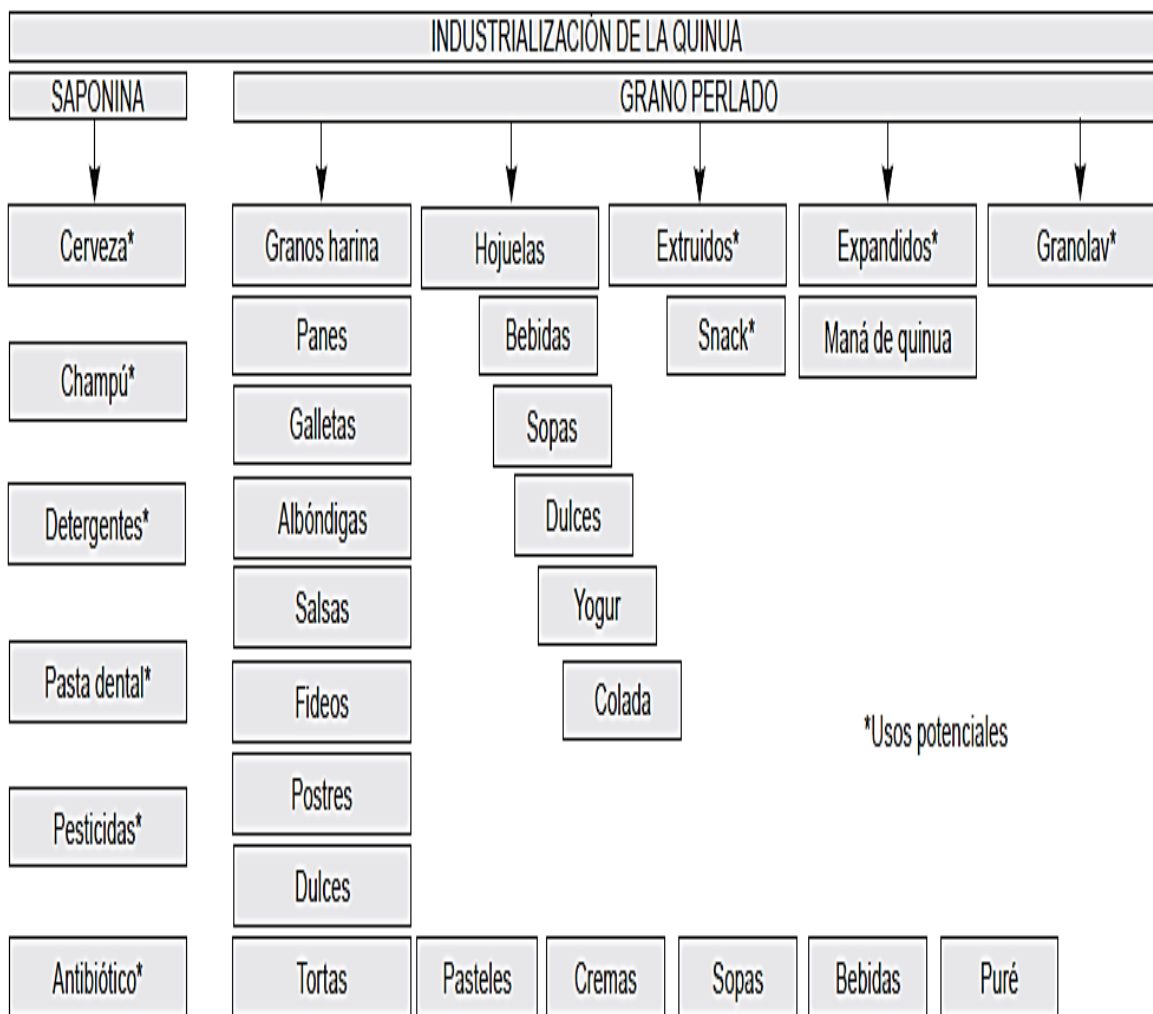 INDUSTRIALIZACIÓN DE LA QUINUA
SAPONINA
GRANO PERLADO
Cerveza*
Champú*
Detergentes*
Pasta dental*
Pesticidas*
Antibiótico*
Granos harina
Panes
Galletas
Albóndigas
Salsas
Fideos
Postres
Dulces
Tortas
Pasteles
Cremas
Sopas
Bebidas
Puré
Hojuelas
Bebidas
Sopas
Dulces
Yogur
Colada
Extruidos*
Snack*
Expandidos*
Maná de quinua
Granolav*
*Usos potenciales